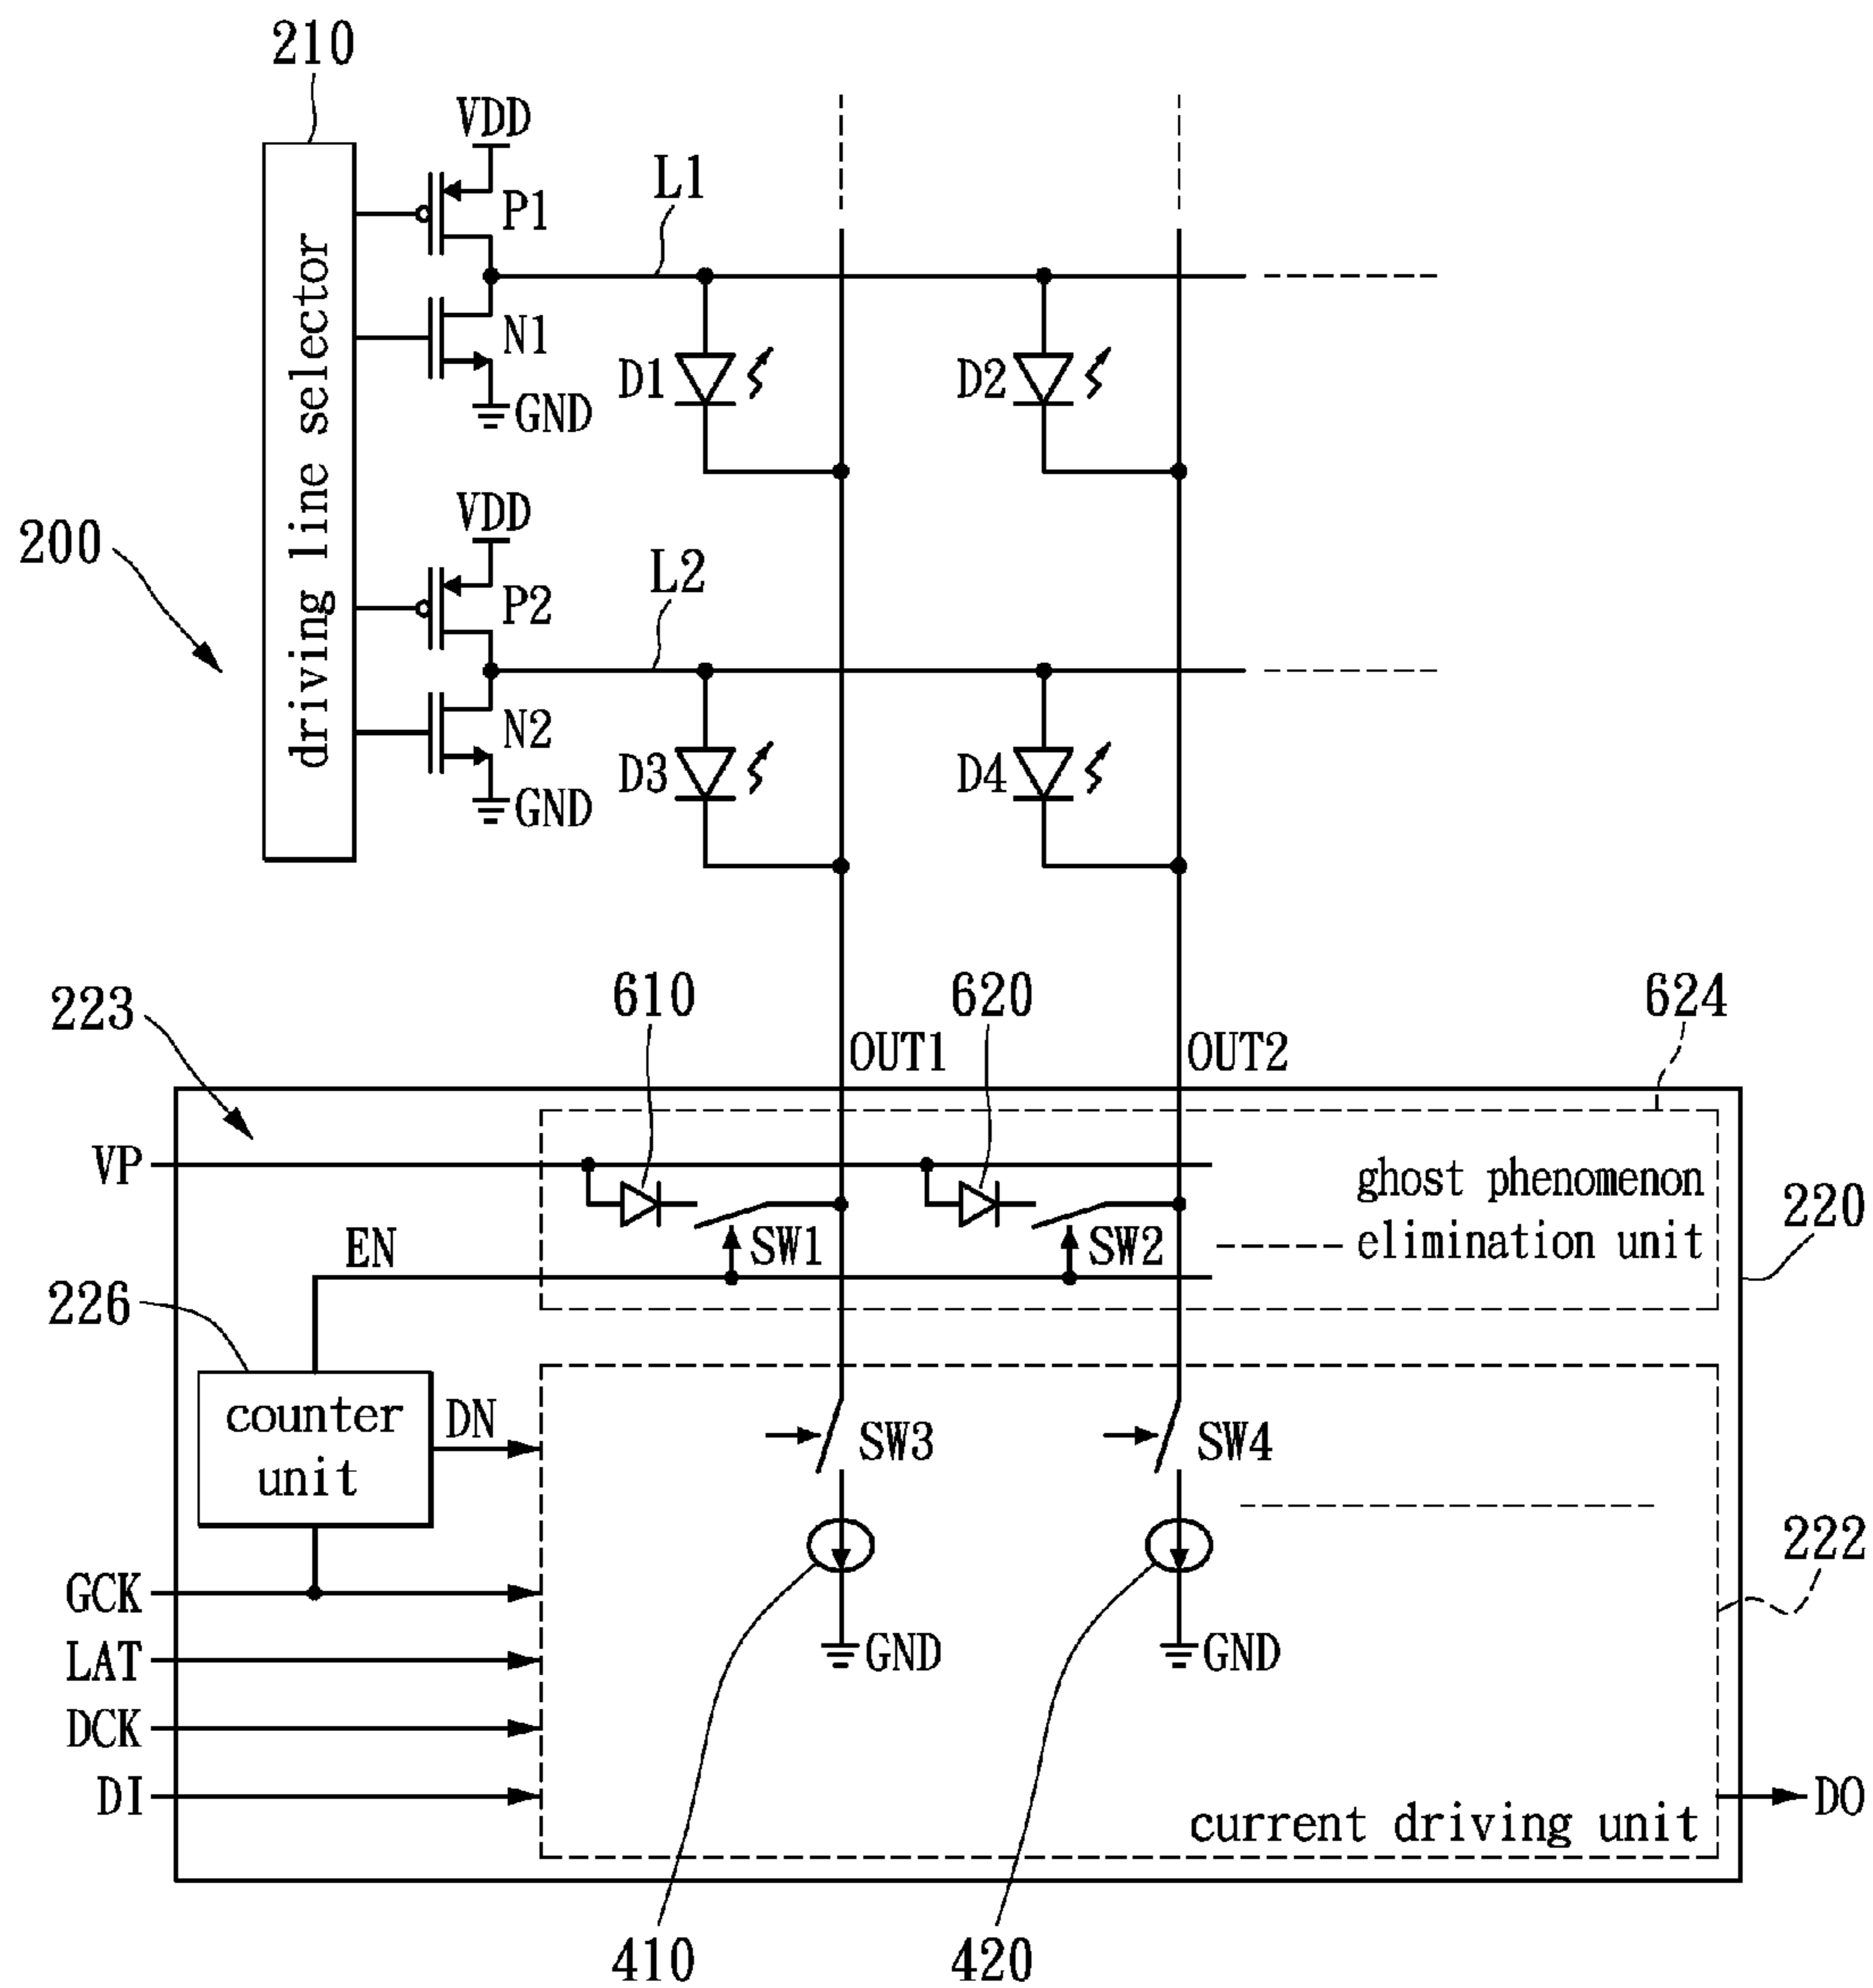 210
VDD
P1
L1
N1
D1
D2
GND
driving line selector
200
VDD
P2
L2
N2
D3
D4
GND
223
610
620
624
OUT1
OUT2
VP
ghost phenomenon
elimination unit
220
EN
SW1
SW2
226
counter
unit
DN
SW3
SW4
222
GCK
LAT
GND
GND
DCK
DI
current driving unit
DO
410
420